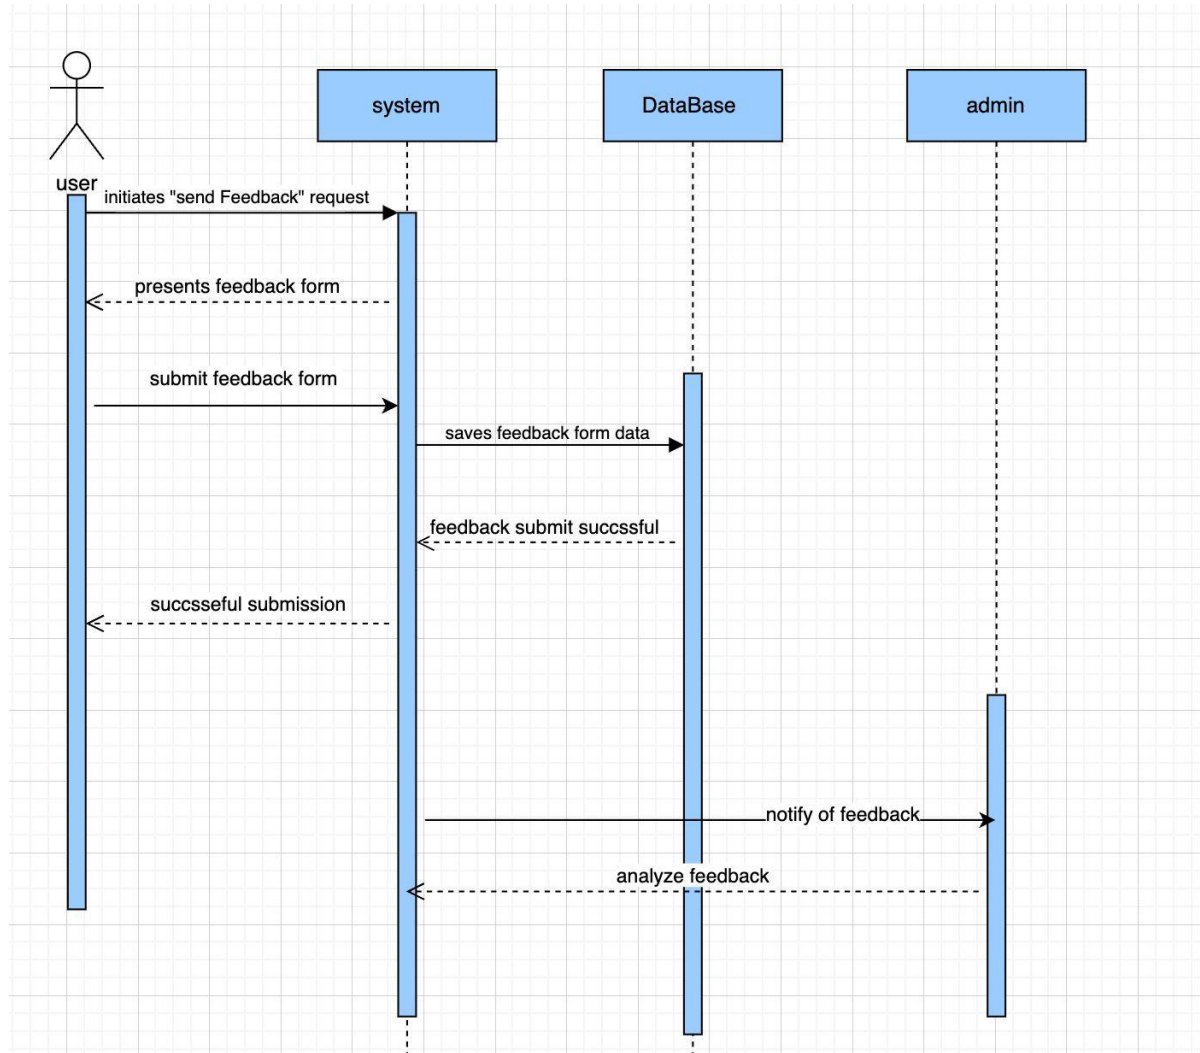 system
DataBase
admin
user
initiates "send Feedback" request
presents feedback form
submit feedback form
saves feedback form data
feedback submit succssful
succsseful submission
notify of feedback
analyze feedback